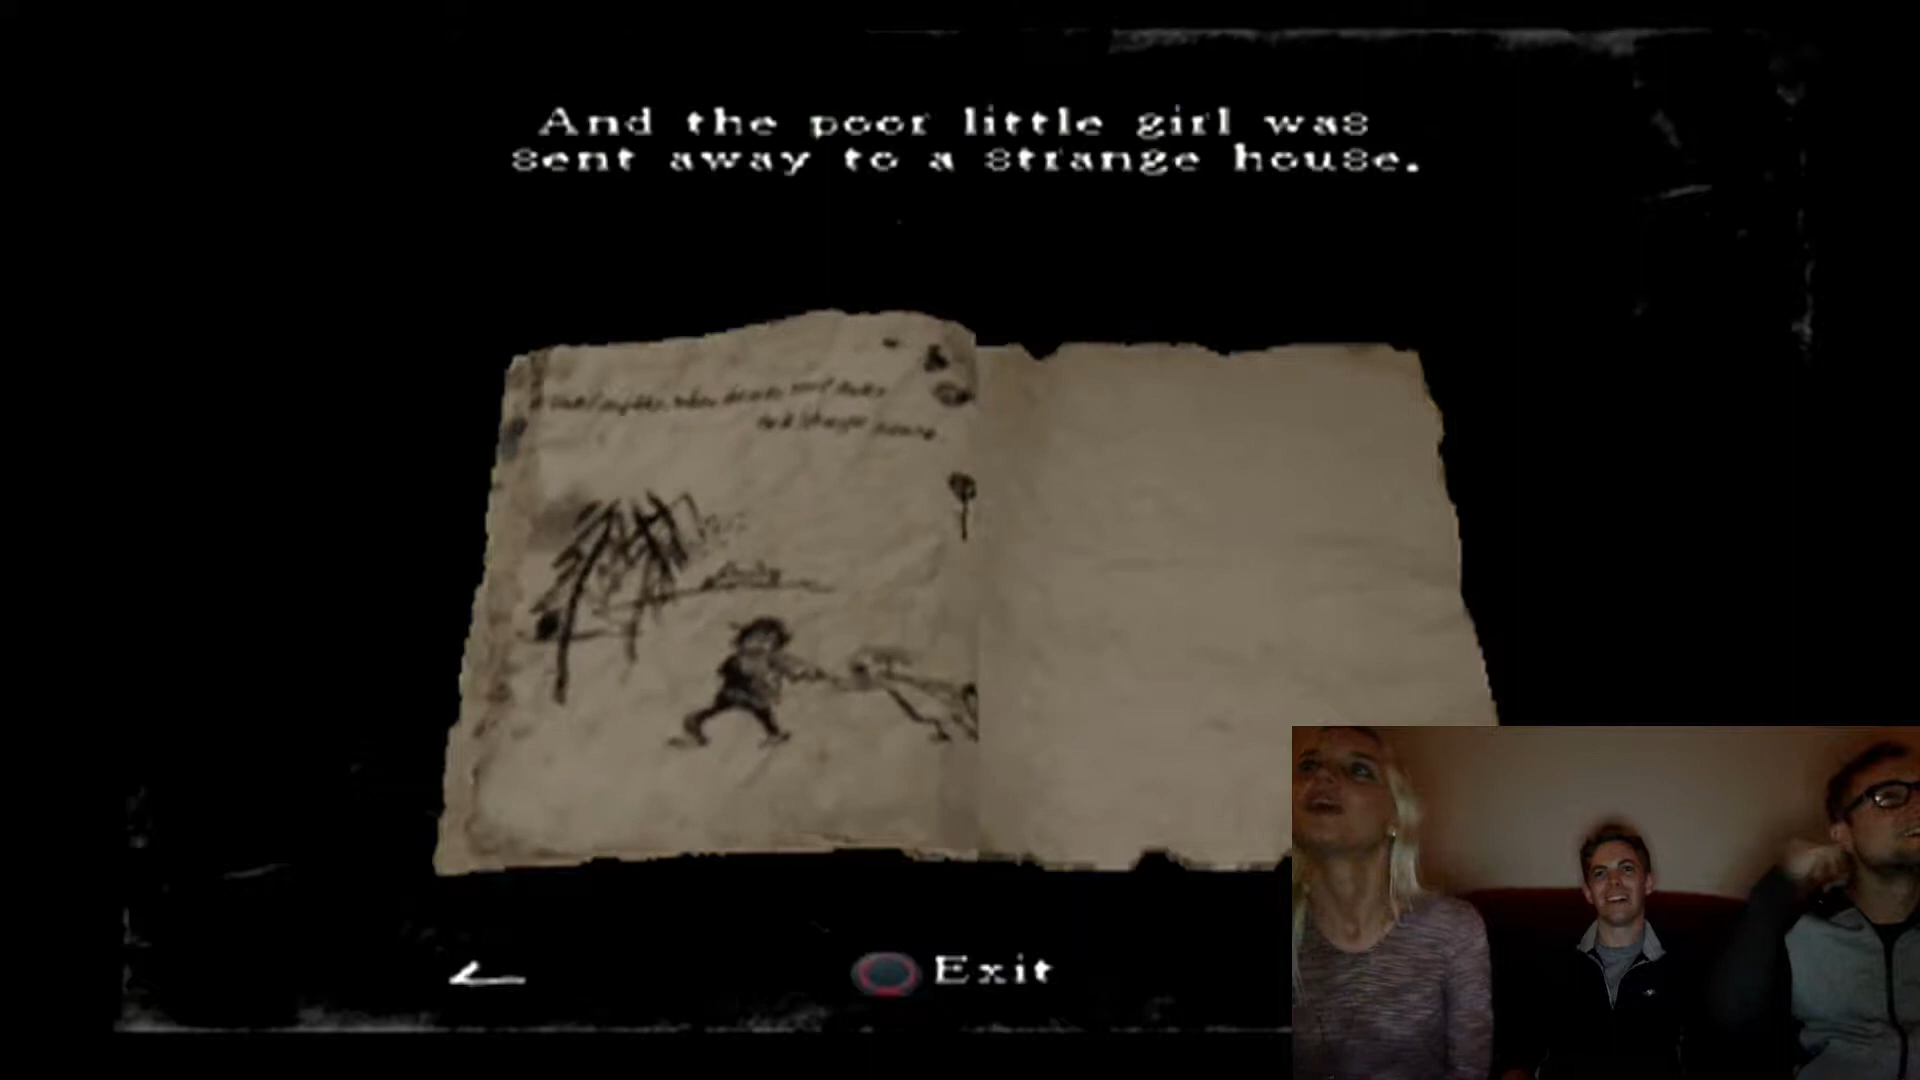 And the poor little girl was
sent away to a strange house.
Exit